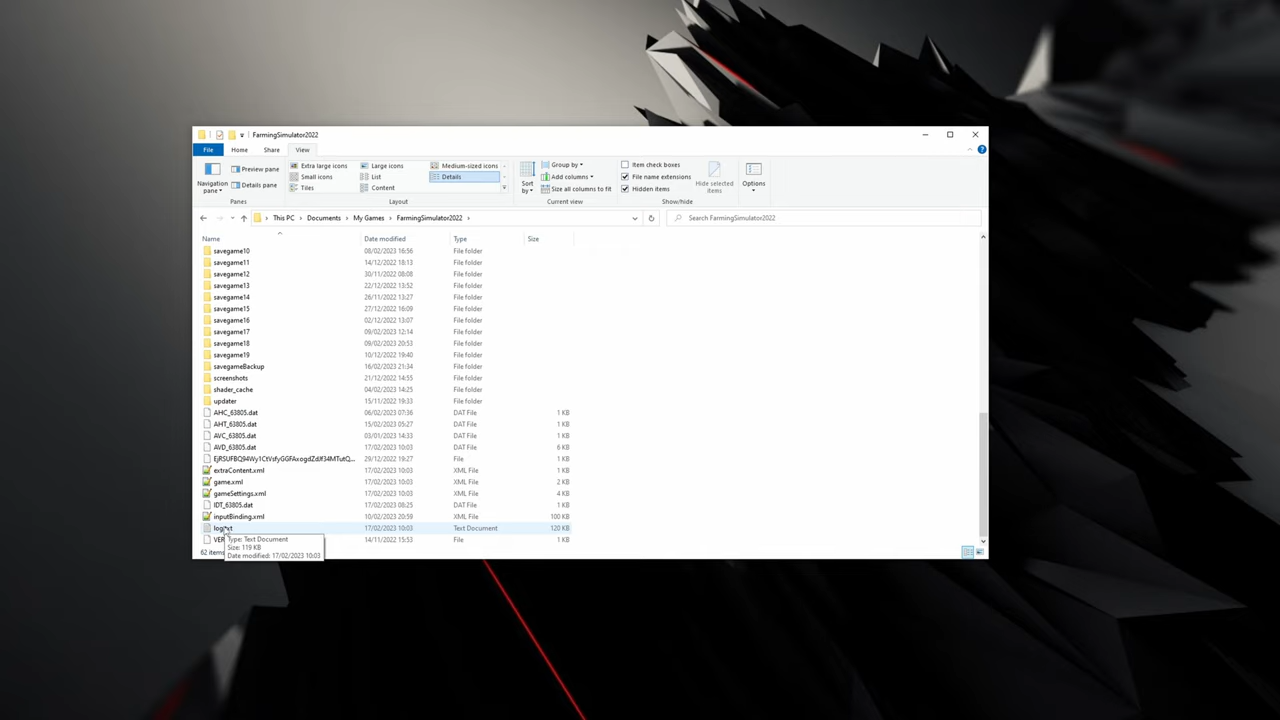 FarmingSimulator2022
File Home Share View
Navigation pane
Preview pane
Details pane
Panes
Extra large icons Large icons Medium-sized icons
Small icons List Details
Tiles Content
Layout
Sort by
Group by
Add columns
Size all columns to fit
Current view
Item check boxes
File name extensions
Hidden items
Hide selected items
Show/hide
Options
This PC Documents My Games FarmingSimulator2022
Search FarmingSimulator2022
Name Date modified Type Size
savegame10 08/02/2023 16:56 File folder
savegame11 14/12/2022 18:13 File folder
savegame12 30/11/2022 08:08 File folder
savegame13 22/12/2022 13:52 File folder
savegame14 26/11/2022 13:27 File folder
savegame15 27/12/2022 16:09 File folder
savegame16 02/12/2022 13:07 File folder
savegame17 09/02/2023 12:14 File folder
savegame18 09/02/2023 20:53 File folder
savegame19 10/12/2022 19:40 File folder
savegameBackup 16/02/2023 21:34 File folder
screenshots 21/12/2022 14:55 File folder
shader_cache 04/02/2023 14:25 File folder
updater 15/11/2022 19:33 File folder
AHC_63805.dat 06/02/2023 07:36 DAT File 1 KB
AHT_63805.dat 15/02/2023 05:27 DAT File 1 KB
AVC_63805.dat 03/01/2023 14:33 DAT File 1 KB
AVD_63805.dat 17/02/2023 10:03 DAT File 6 KB
29/12/2022 19:27 File 1 KB
extraContent.xml 17/02/2023 10:03 XML File 1 KB
game.xml 17/02/2023 10:03 XML File 2 KB
gameSettings.xml 17/02/2023 10:03 XML File 4 KB
IDT_63805.dat 17/02/2023 08:25 DAT File 1 KB
inputBinding.xml 10/02/2023 20:59 XML File 100 KB
log.txt 17/02/2023 10:03 Text Document 120 KB
VER 14/11/2022 15:53 File 1 KB
Type: Text Document
Size: 119 KB
Date modified: 17/02/2023 10:03
62 items